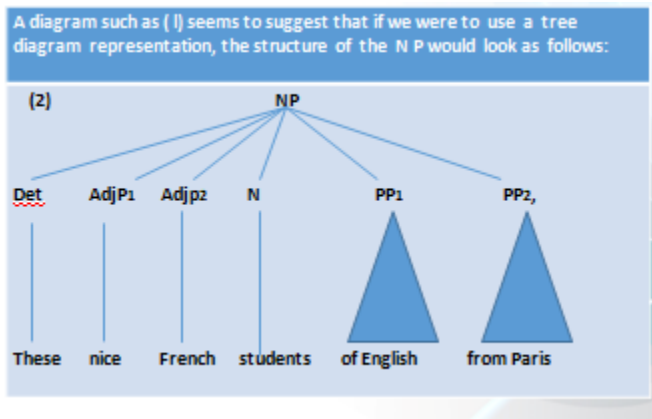 A diagram such as ( l) seems to suggest that if we were to use a tree
diagram representation, the structure of the N P would look as follows:
(2) NP
Det AdjP1 Adjp2 N PP1 PP2,
These nice French students of English from Paris